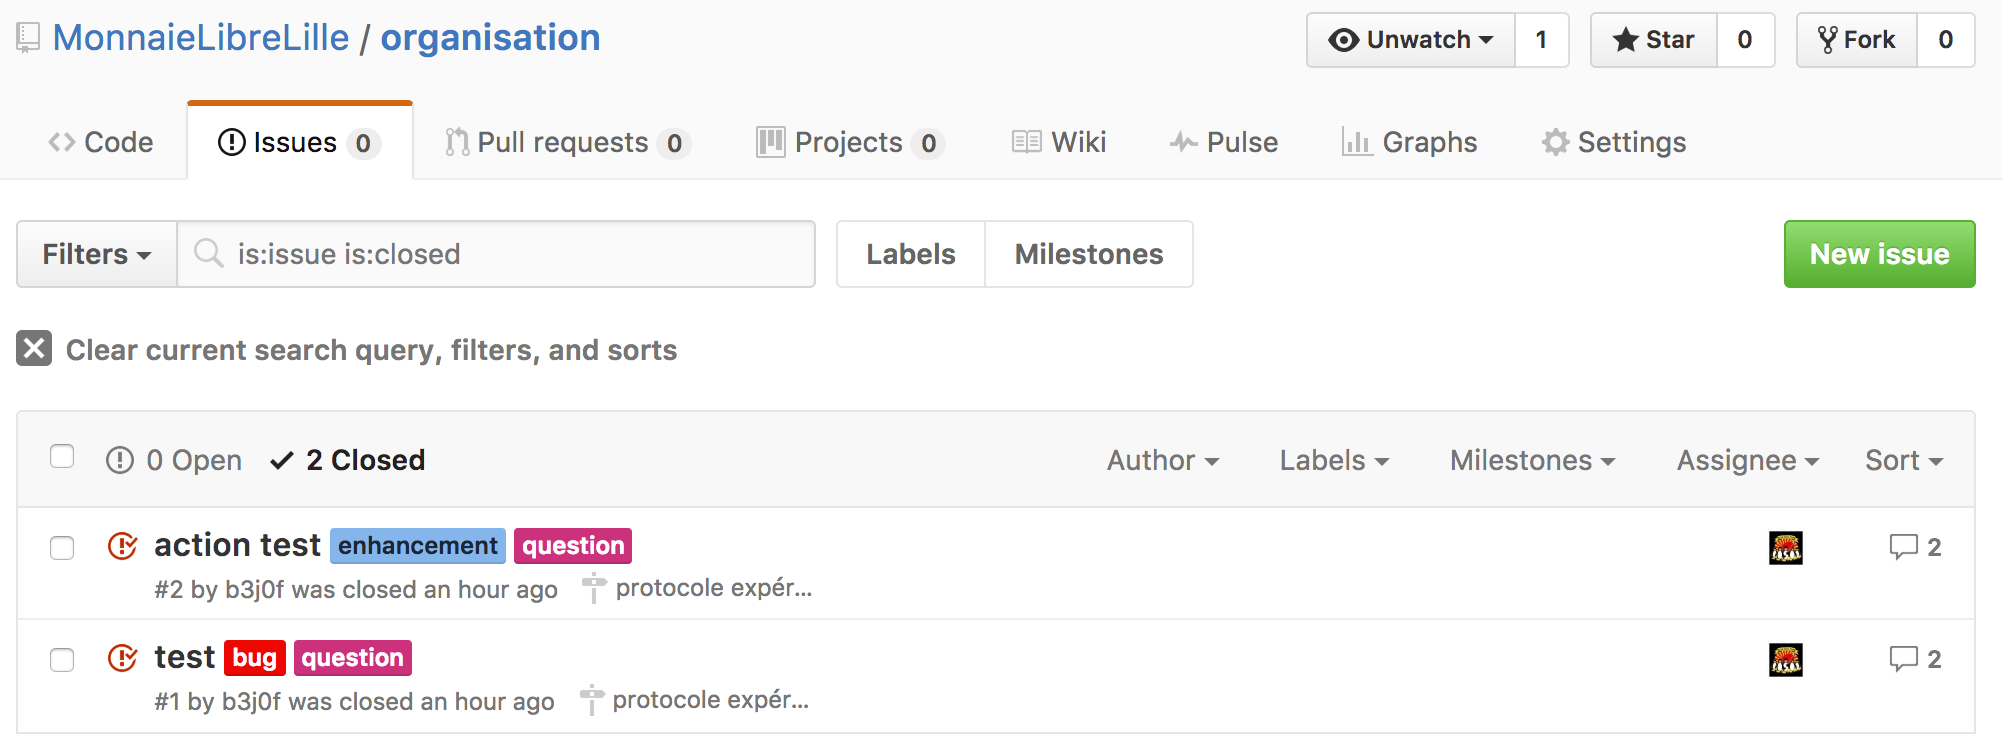 MonnaieLibreLille / organisation
Unwatch 1 Star 0 Fork 0
Code Issues 0 Pull requests 0 Projects 0 Wiki Pulse Graphs Settings
Filters is:issue is:closed Labels Milestones New issue
Clear current search query, filters, and sorts
0 Open 2 Closed Author Labels Milestones Assignee Sort
action test enhancement question 2
#2 by b3j0f was closed an hour ago protocole expér...
test bug question 2
#1 by b3j0f was closed an hour ago protocole expér...